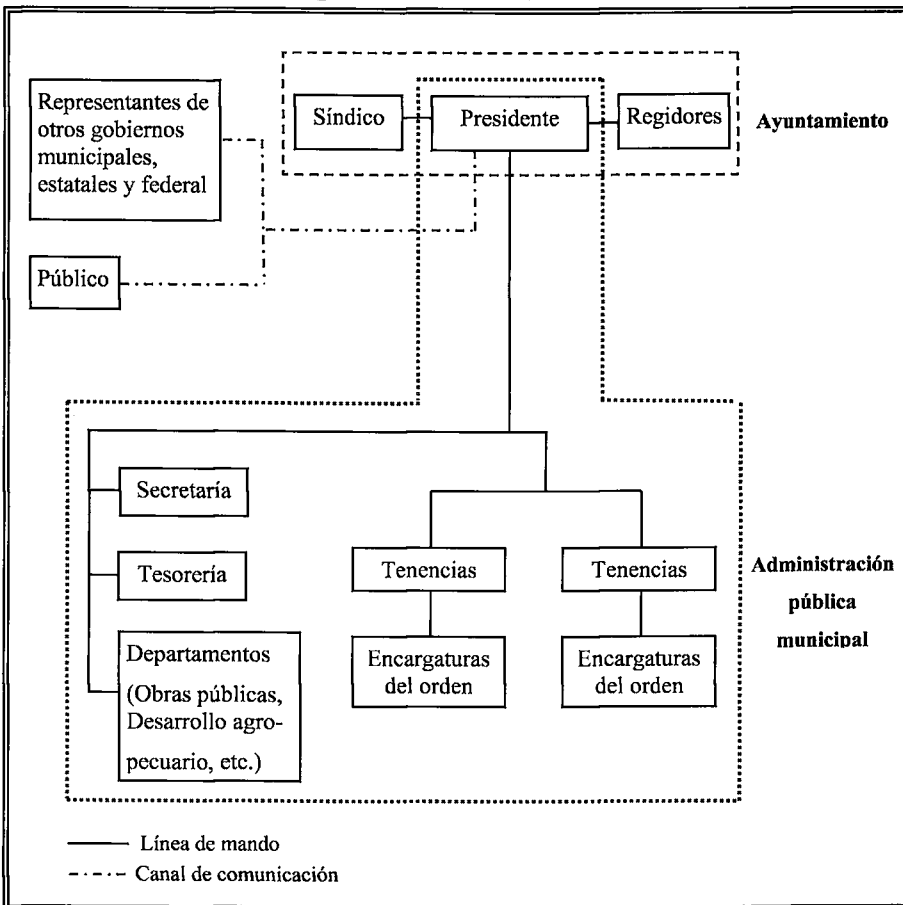 Representantes de
otros gobiernos
municipales,
estatales y federal
Público
Síndico
Presidente
Regidores
Ayuntamiento
Secretaría
Tesorería
Departamentos
(Obras públicas,
Desarrollo agro-
pecuario, etc.)
Tenencias
Encargaturas
del orden
Tenencias
Encargaturas
del orden
Administración
pública
municipal
Línea de mando
Canal de comunicación